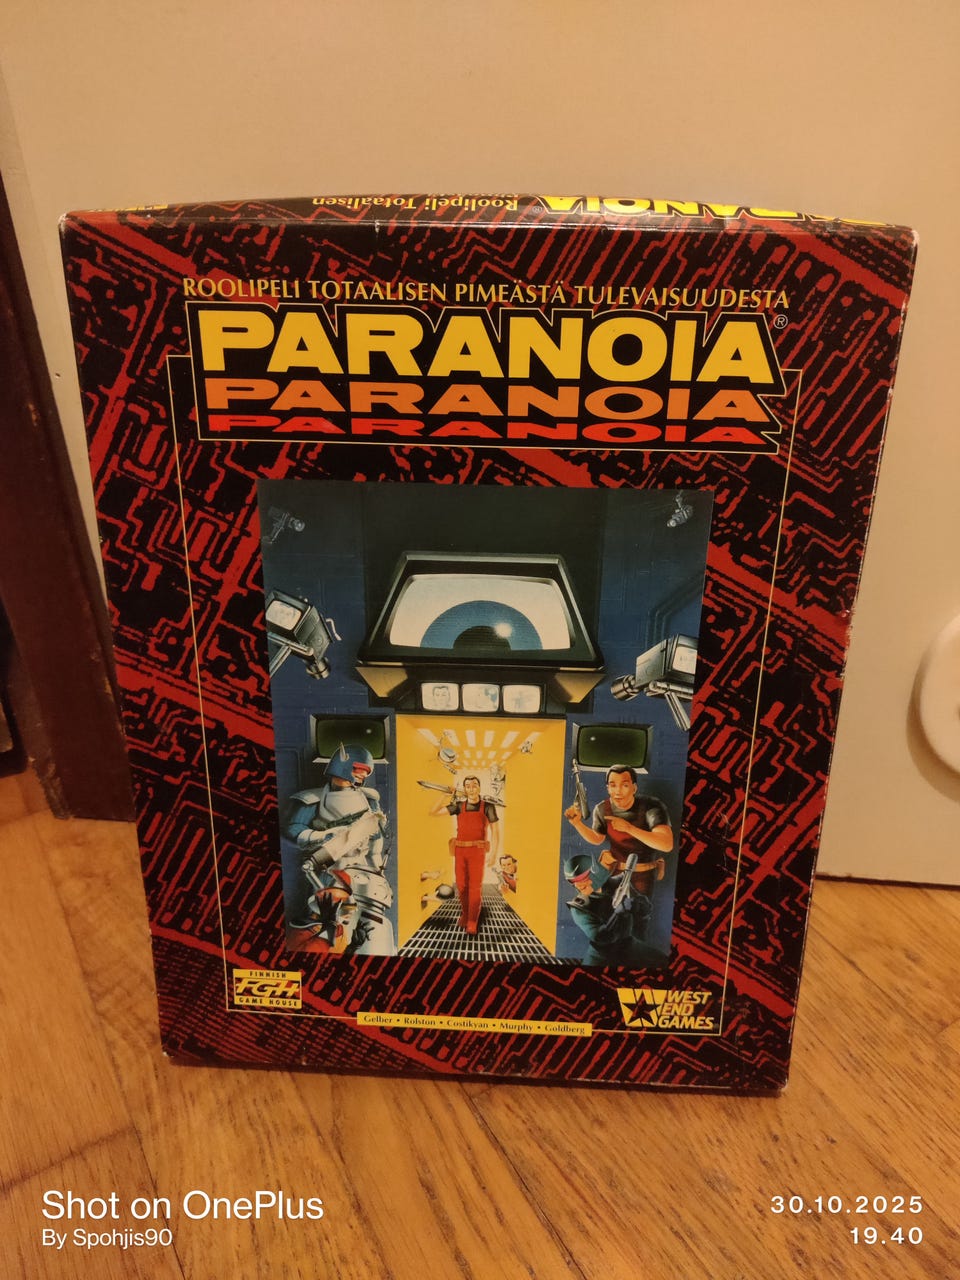 Roolipeli Totaalisen
PARANOIA
ROOLIPELI TOTAALISEN PIMEÄSTÄ TULEVAISUUDESTA
PARANOIA®
PARANOIA
PARANOIA
FINNISH
FGH
GAME HOUSE
WEST
END
GAMES
Gelber • Rolston • Costikyan • Murphy • Goldberg
Shot on OnePlus
By Spohjis90
30.10.2025
19.40